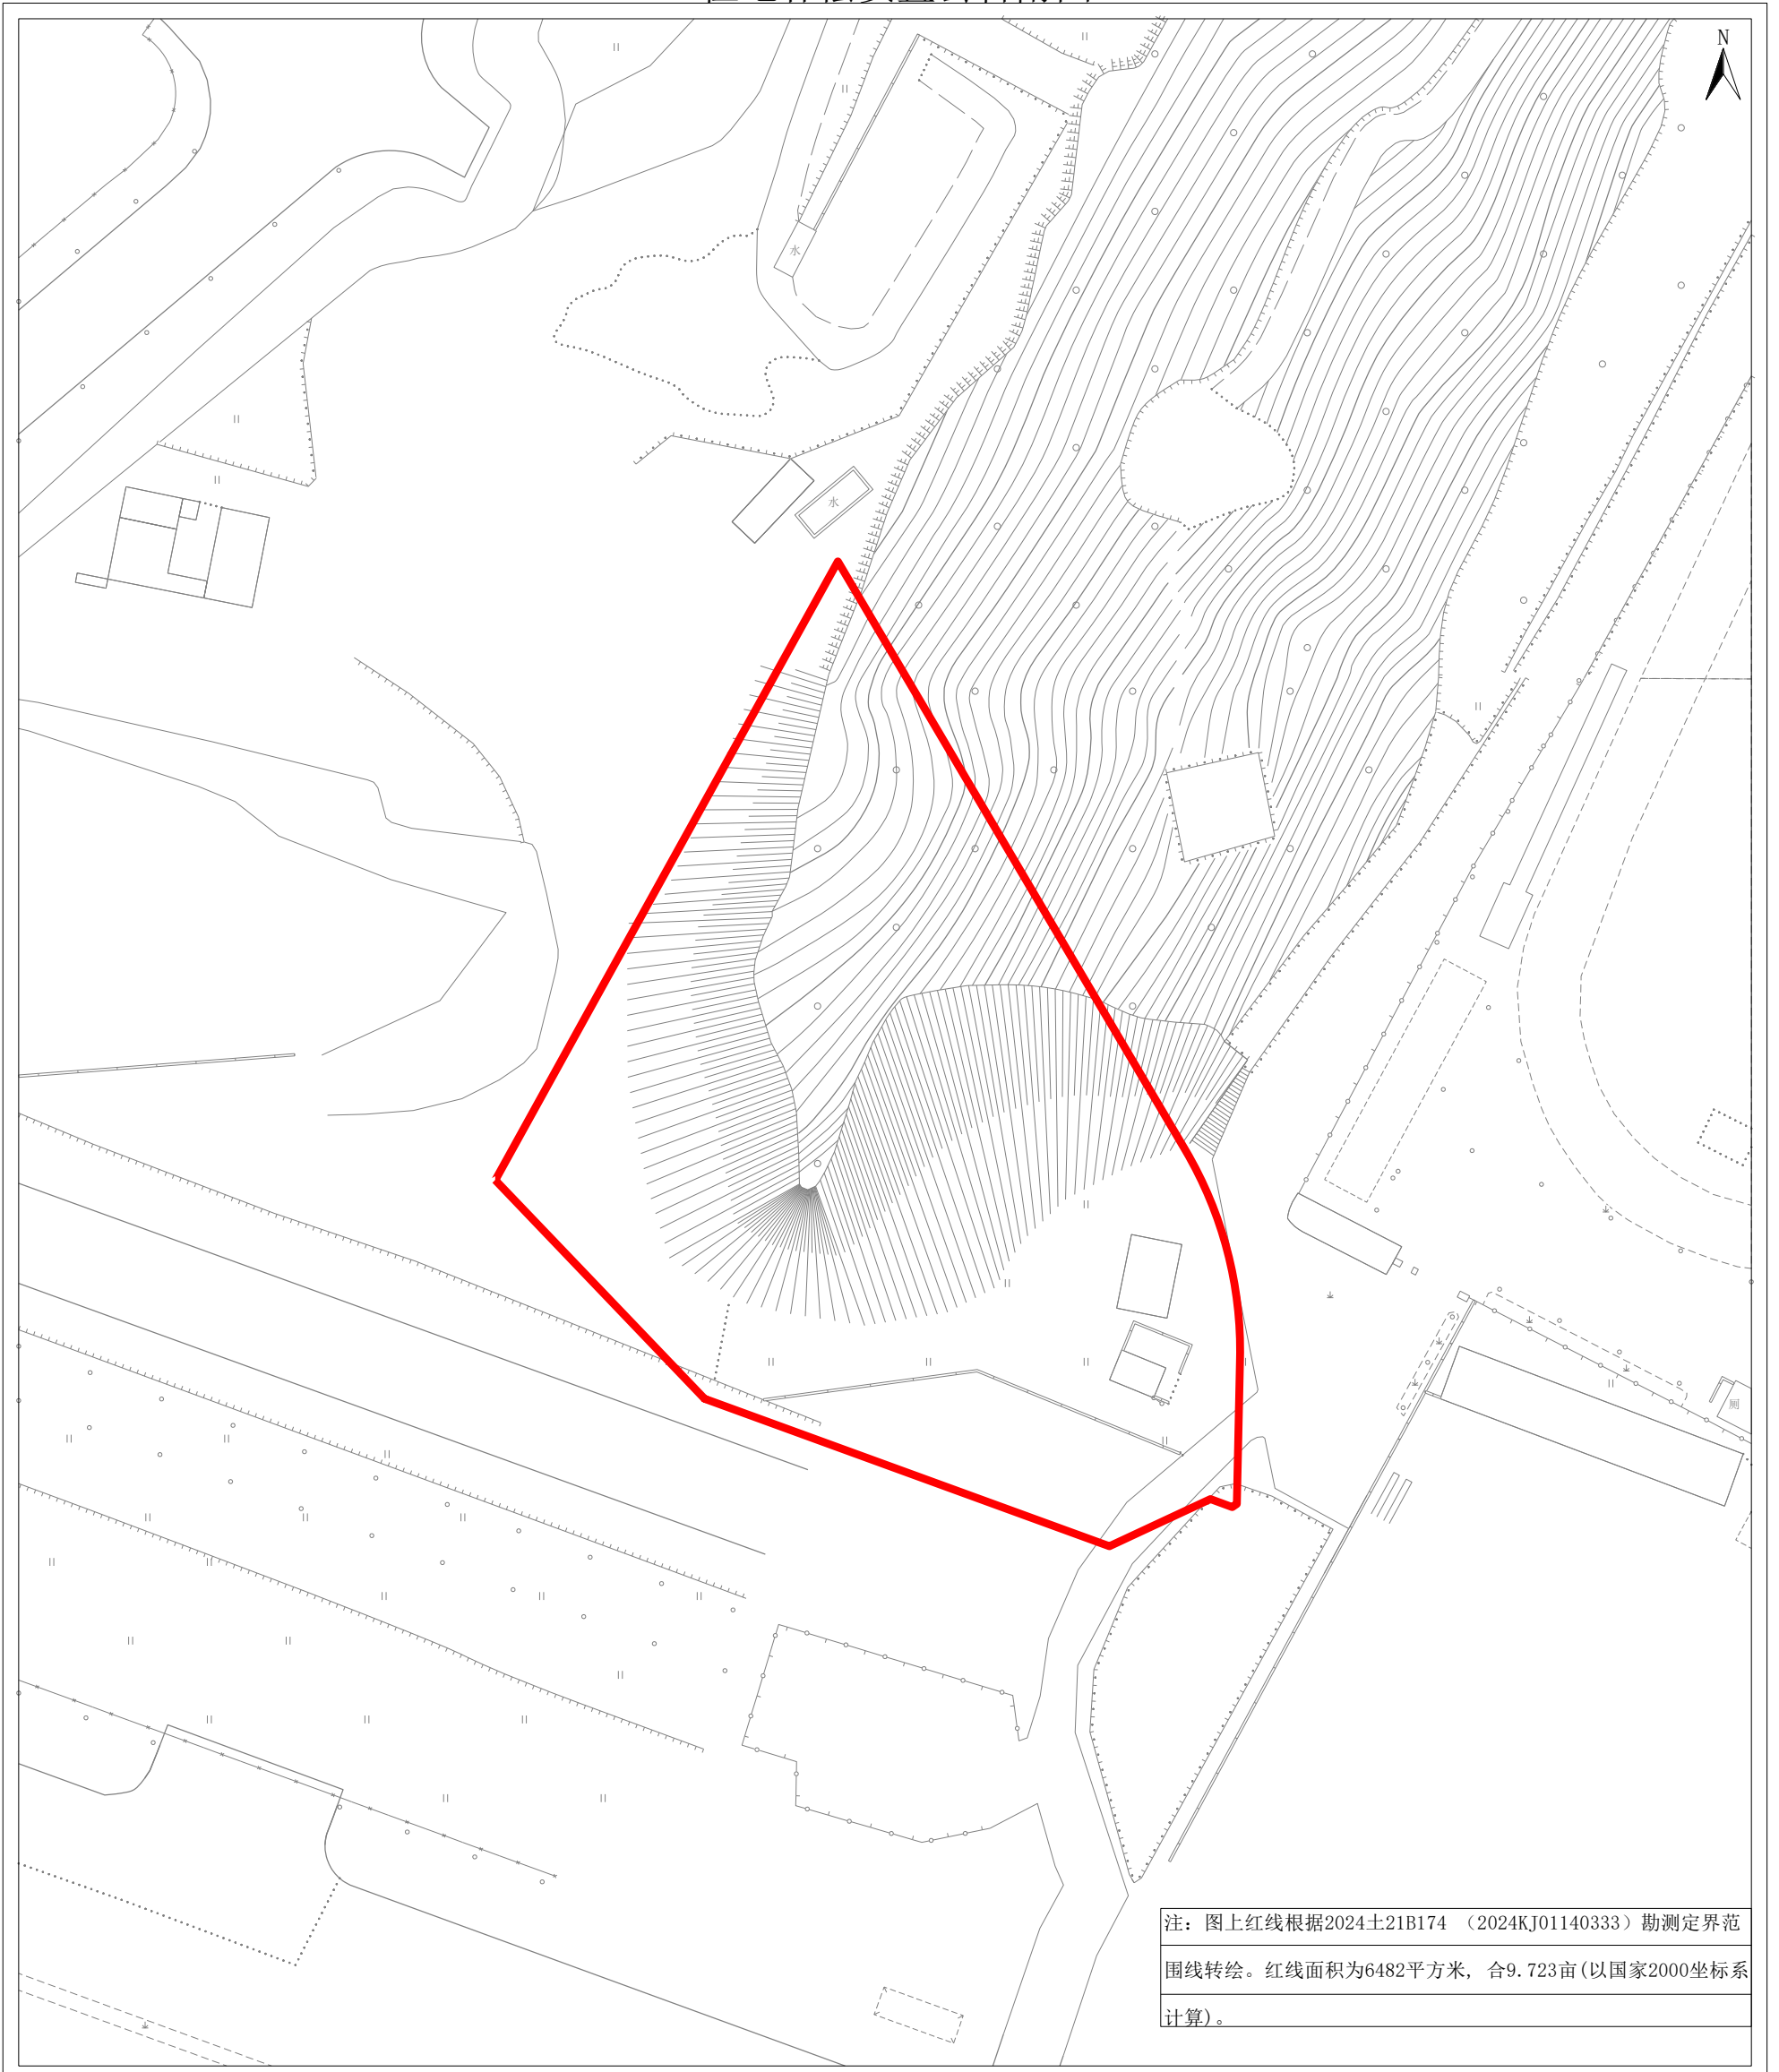 N
水
水
厕
注：图上红线根据2024土21B174 （2024KJ01140333）勘测定界范
围线转绘。红线面积为6482平方米，合9.723亩(以国家2000坐标系
计算)。